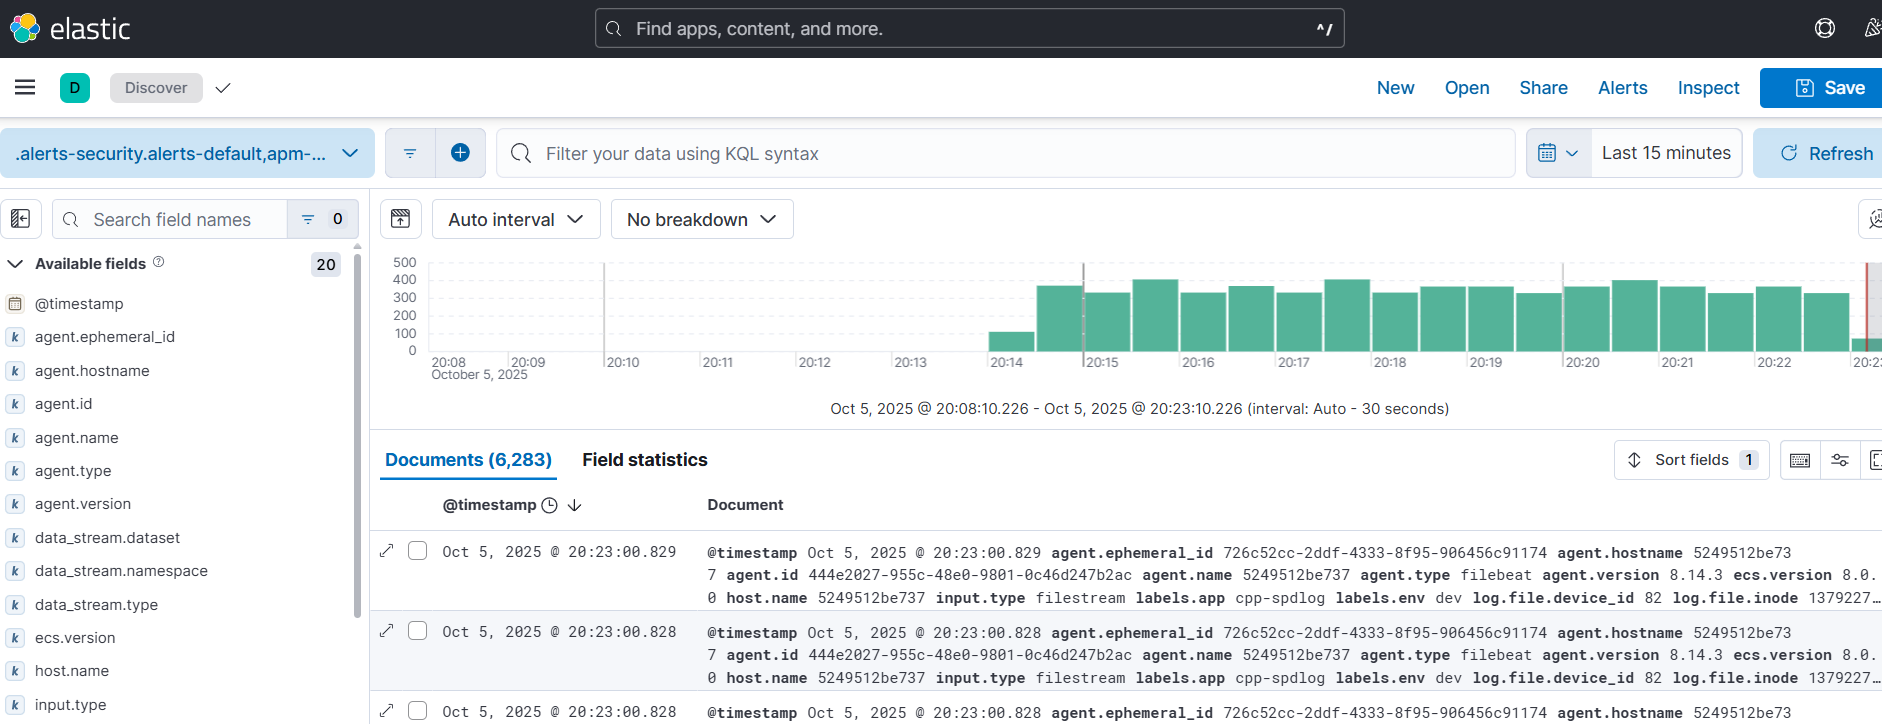 elastic
Find apps, content, and more.
^/
D
Discover
New
Open
Share
Alerts
Inspect
Save
.alerts-security.alerts-default,apm-...
Filter your data using KQL syntax
Last 15 minutes
Refresh
Search field names
0
Auto interval
No breakdown
Available fields
20
@timestamp
agent.ephemeral_id
agent.hostname
agent.id
agent.name
agent.type
agent.version
data_stream.dataset
data_stream.namespace
data_stream.type
ecs.version
host.name
input.type
500
400
300
200
100
0
20:08
20:09
20:10
20:11
20:12
20:13
20:14
20:15
20:16
20:17
20:18
20:19
20:20
20:21
20:22
October 5, 2025
Oct 5, 2025 @ 20:08:10.226 - Oct 5, 2025 @ 20:23:10.226 (interval: Auto - 30 seconds)
Documents (6,283)
Field statistics
Sort fields 1
@timestamp
Document
Oct 5, 2025 @ 20:23:00.829
@timestamp Oct 5, 2025 @ 20:23:00.829 agent.ephemeral_id 726c52cc-2ddf-4333-8f95-906456c91174 agent.hostname 5249512be73
7 agent.id 444e2027-955c-48e0-9801-0c46d247b2ac agent.name 5249512be737 agent.type filebeat agent.version 8.14.3 ecs.version 8.0.
0 host.name 5249512be737 input.type filestream labels.app cpp-spdlog labels.env dev log.file.device_id 82 log.file.inode 1379227…
Oct 5, 2025 @ 20:23:00.828
@timestamp Oct 5, 2025 @ 20:23:00.828 agent.ephemeral_id 726c52cc-2ddf-4333-8f95-906456c91174 agent.hostname 5249512be73
7 agent.id 444e2027-955c-48e0-9801-0c46d247b2ac agent.name 5249512be737 agent.type filebeat agent.version 8.14.3 ecs.version 8.0.
0 host.name 5249512be737 input.type filestream labels.app cpp-spdlog labels.env dev log.file.device_id 82 log.file.inode 1379227…
Oct 5, 2025 @ 20:23:00.828
@timestamp Oct 5, 2025 @ 20:23:00.828 agent.ephemeral_id 726c52cc-2ddf-4333-8f95-906456c91174 agent.hostname 5249512be73